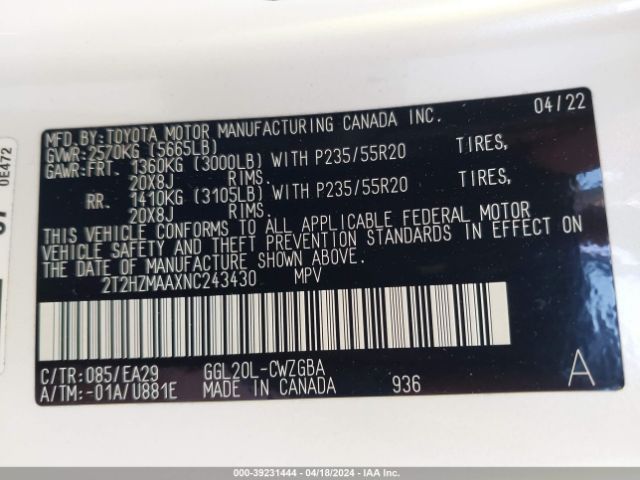 0E472
MFD. BY: TOYOTA MOTOR MANUFACTURING CANADA INC. 04/22
GVWR: 2570KG (5665LB)
GAWR: FRT. 1360KG (3000LB) WITH P235/55R20 TIRES,
20X8J RIMS.
RR. 1410KG (3105LB) WITH P235/55R20 TIRES,
20X8J RIMS.
THIS VEHICLE CONFORMS TO ALL APPLICABLE FEDERAL MOTOR
VEHICLE SAFETY AND THEFT PREVENTION STANDARDS IN EFFECT ON
THE DATE OF MANUFACTURE SHOWN ABOVE.
2T2HZMAAXNC243430 MPV
C/TR: 085/EA29 GGL20L-CWZGBA A
A/TM: -01A/U881E MADE IN CANADA 936
000-39231444 - 04/18/2024 - IAA Inc.